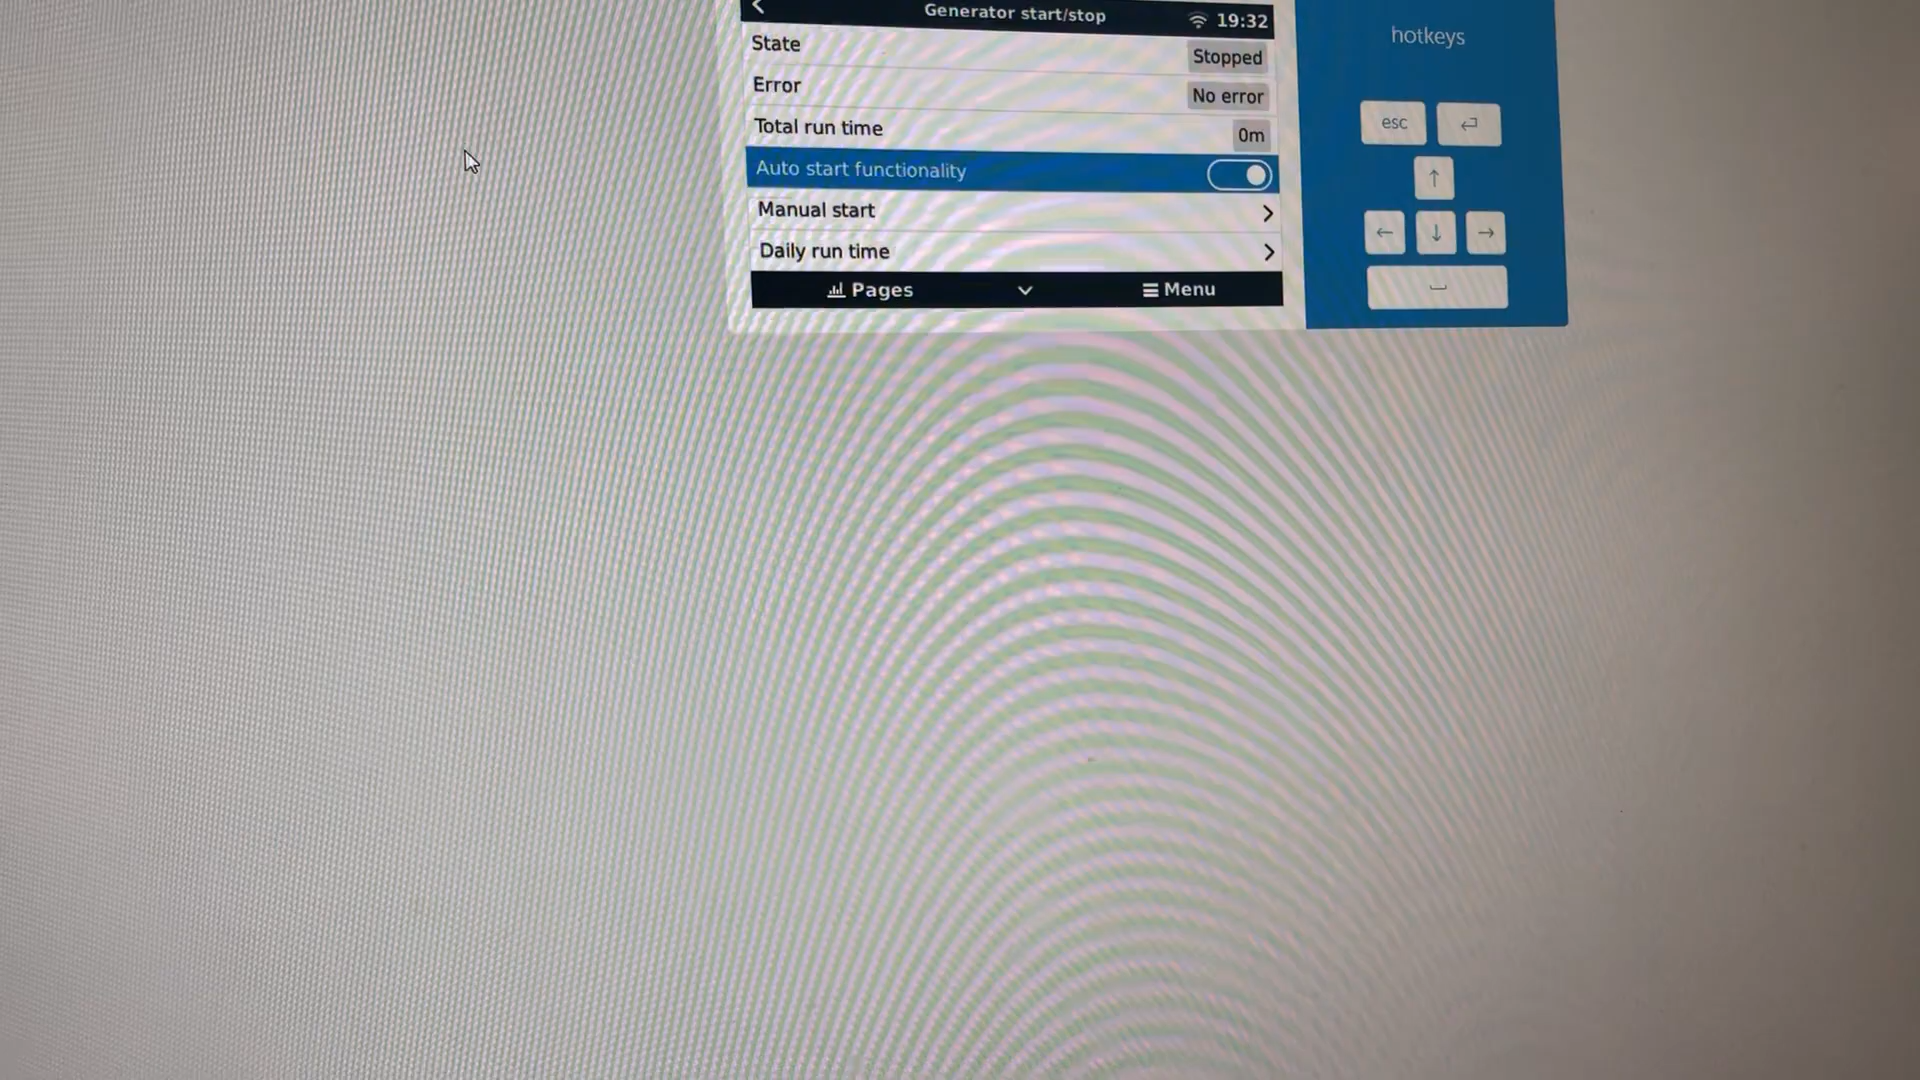 Generator start/stop
19:32
State
Stopped
Error
No error
Total run time
0m
Auto start functionality
Manual start
Daily run time
Pages
Menu
hotkeys
esc